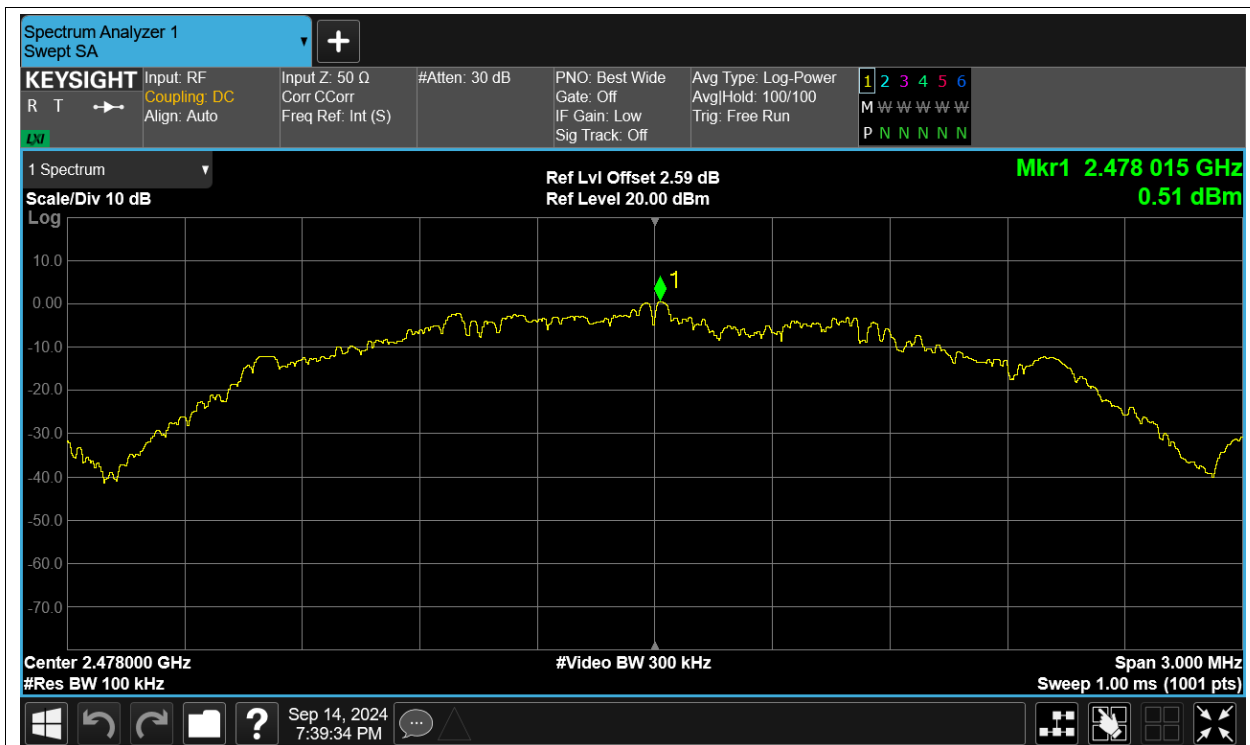 Spectrum Analyzer 1
Swept SA
KEYSIGHT
R T
LXI
Input: RF
Coupling: DC
Align: Auto
Input Z: 50 Ω
Corr CCorr
Freq Ref: Int (S)
#Atten: 30 dB
PNO: Best Wide
Gate: Off
IF Gain: Low
Sig Track: Off
Avg Type: Log-Power
Avg|Hold: 100/100
Trig: Free Run
1 2 3 4 5 6
M W W W W W
P N N N N N
1 Spectrum
Scale/Div 10 dB
Ref Lvl Offset 2.59 dB
Ref Level 20.00 dBm
Mkr1 2.478 015 GHz
0.51 dBm
Log
10.0
0.00
-10.0
-20.0
-30.0
-40.0
-50.0
-60.0
-70.0
1
Center 2.478000 GHz
#Res BW 100 kHz
#Video BW 300 kHz
Span 3.000 MHz
Sweep 1.00 ms (1001 pts)
?
Sep 14, 2024
7:39:34 PM